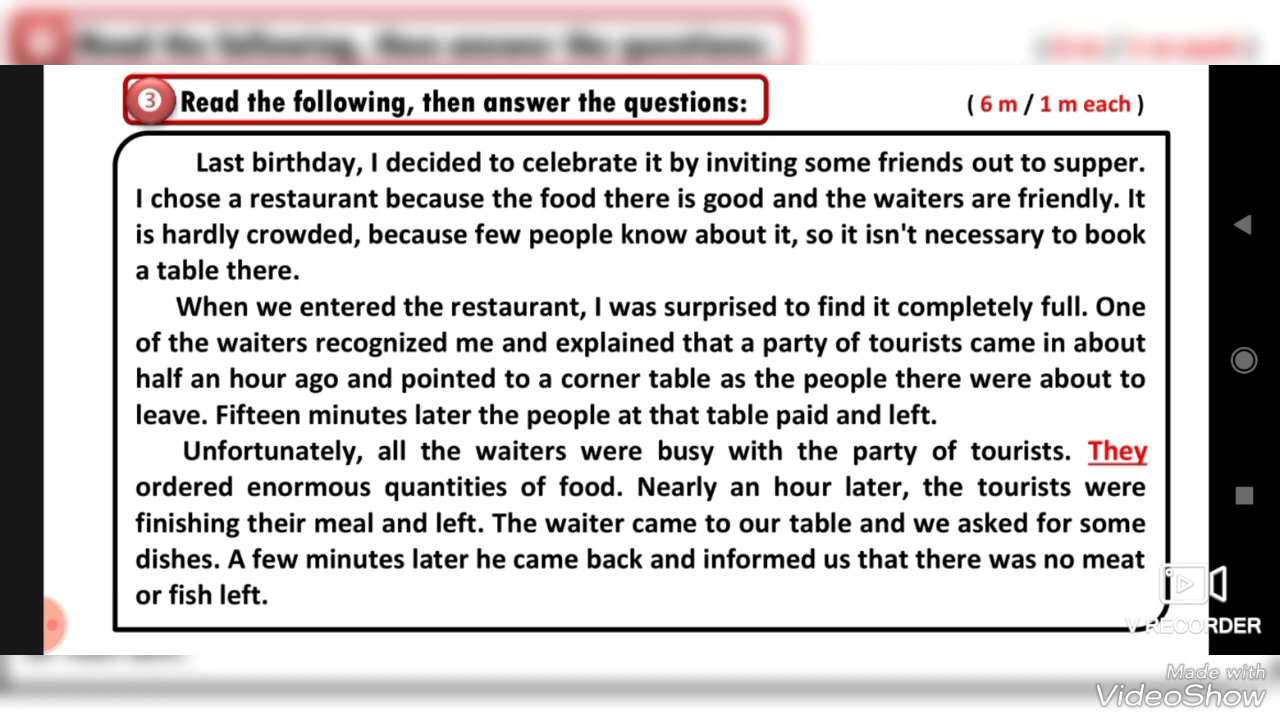 3 Read the following, then answer the questions:
( 6 m / 1 m each )
Last birthday, I decided to celebrate it by inviting some friends out to supper.
I chose a restaurant because the food there is good and the waiters are friendly. It
is hardly crowded, because few people know about it, so it isn't necessary to book
a table there.
When we entered the restaurant, I was surprised to find it completely full. One
of the waiters recognized me and explained that a party of tourists came in about
half an hour ago and pointed to a corner table as the people there were about to
leave. Fifteen minutes later the people at that table paid and left.
Unfortunately, all the waiters were busy with the party of tourists. They
ordered enormous quantities of food. Nearly an hour later, the tourists were
finishing their meal and left. The waiter came to our table and we asked for some
dishes. A few minutes later he came back and informed us that there was no meat
or fish left.
V RECORDER
Made with
VideoShow